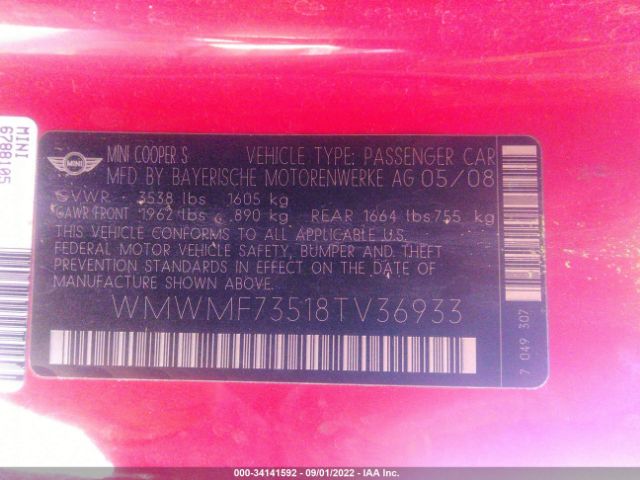 MINI
6788105
MINI
MINI COOPER S VEHICLE TYPE: PASSENGER CAR
MFD BY BAYERISCHE MOTORENWERKE AG 05/08
GVWR 3538 lbs 1605 kg
GAWR FRONT 1962 lbs 890 kg REAR 1664 lbs 755 kg
THIS VEHICLE CONFORMS TO ALL APPLICABLE U.S.
FEDERAL MOTOR VEHICLE SAFETY, BUMPER AND THEFT
PREVENTION STANDARDS IN EFFECT ON THE DATE
OF MANUFACTURE SHOWN ABOVE.
WMWMF73518TV36933
7 049 307
000-34141592 - 09/01/2022 - IAA Inc.